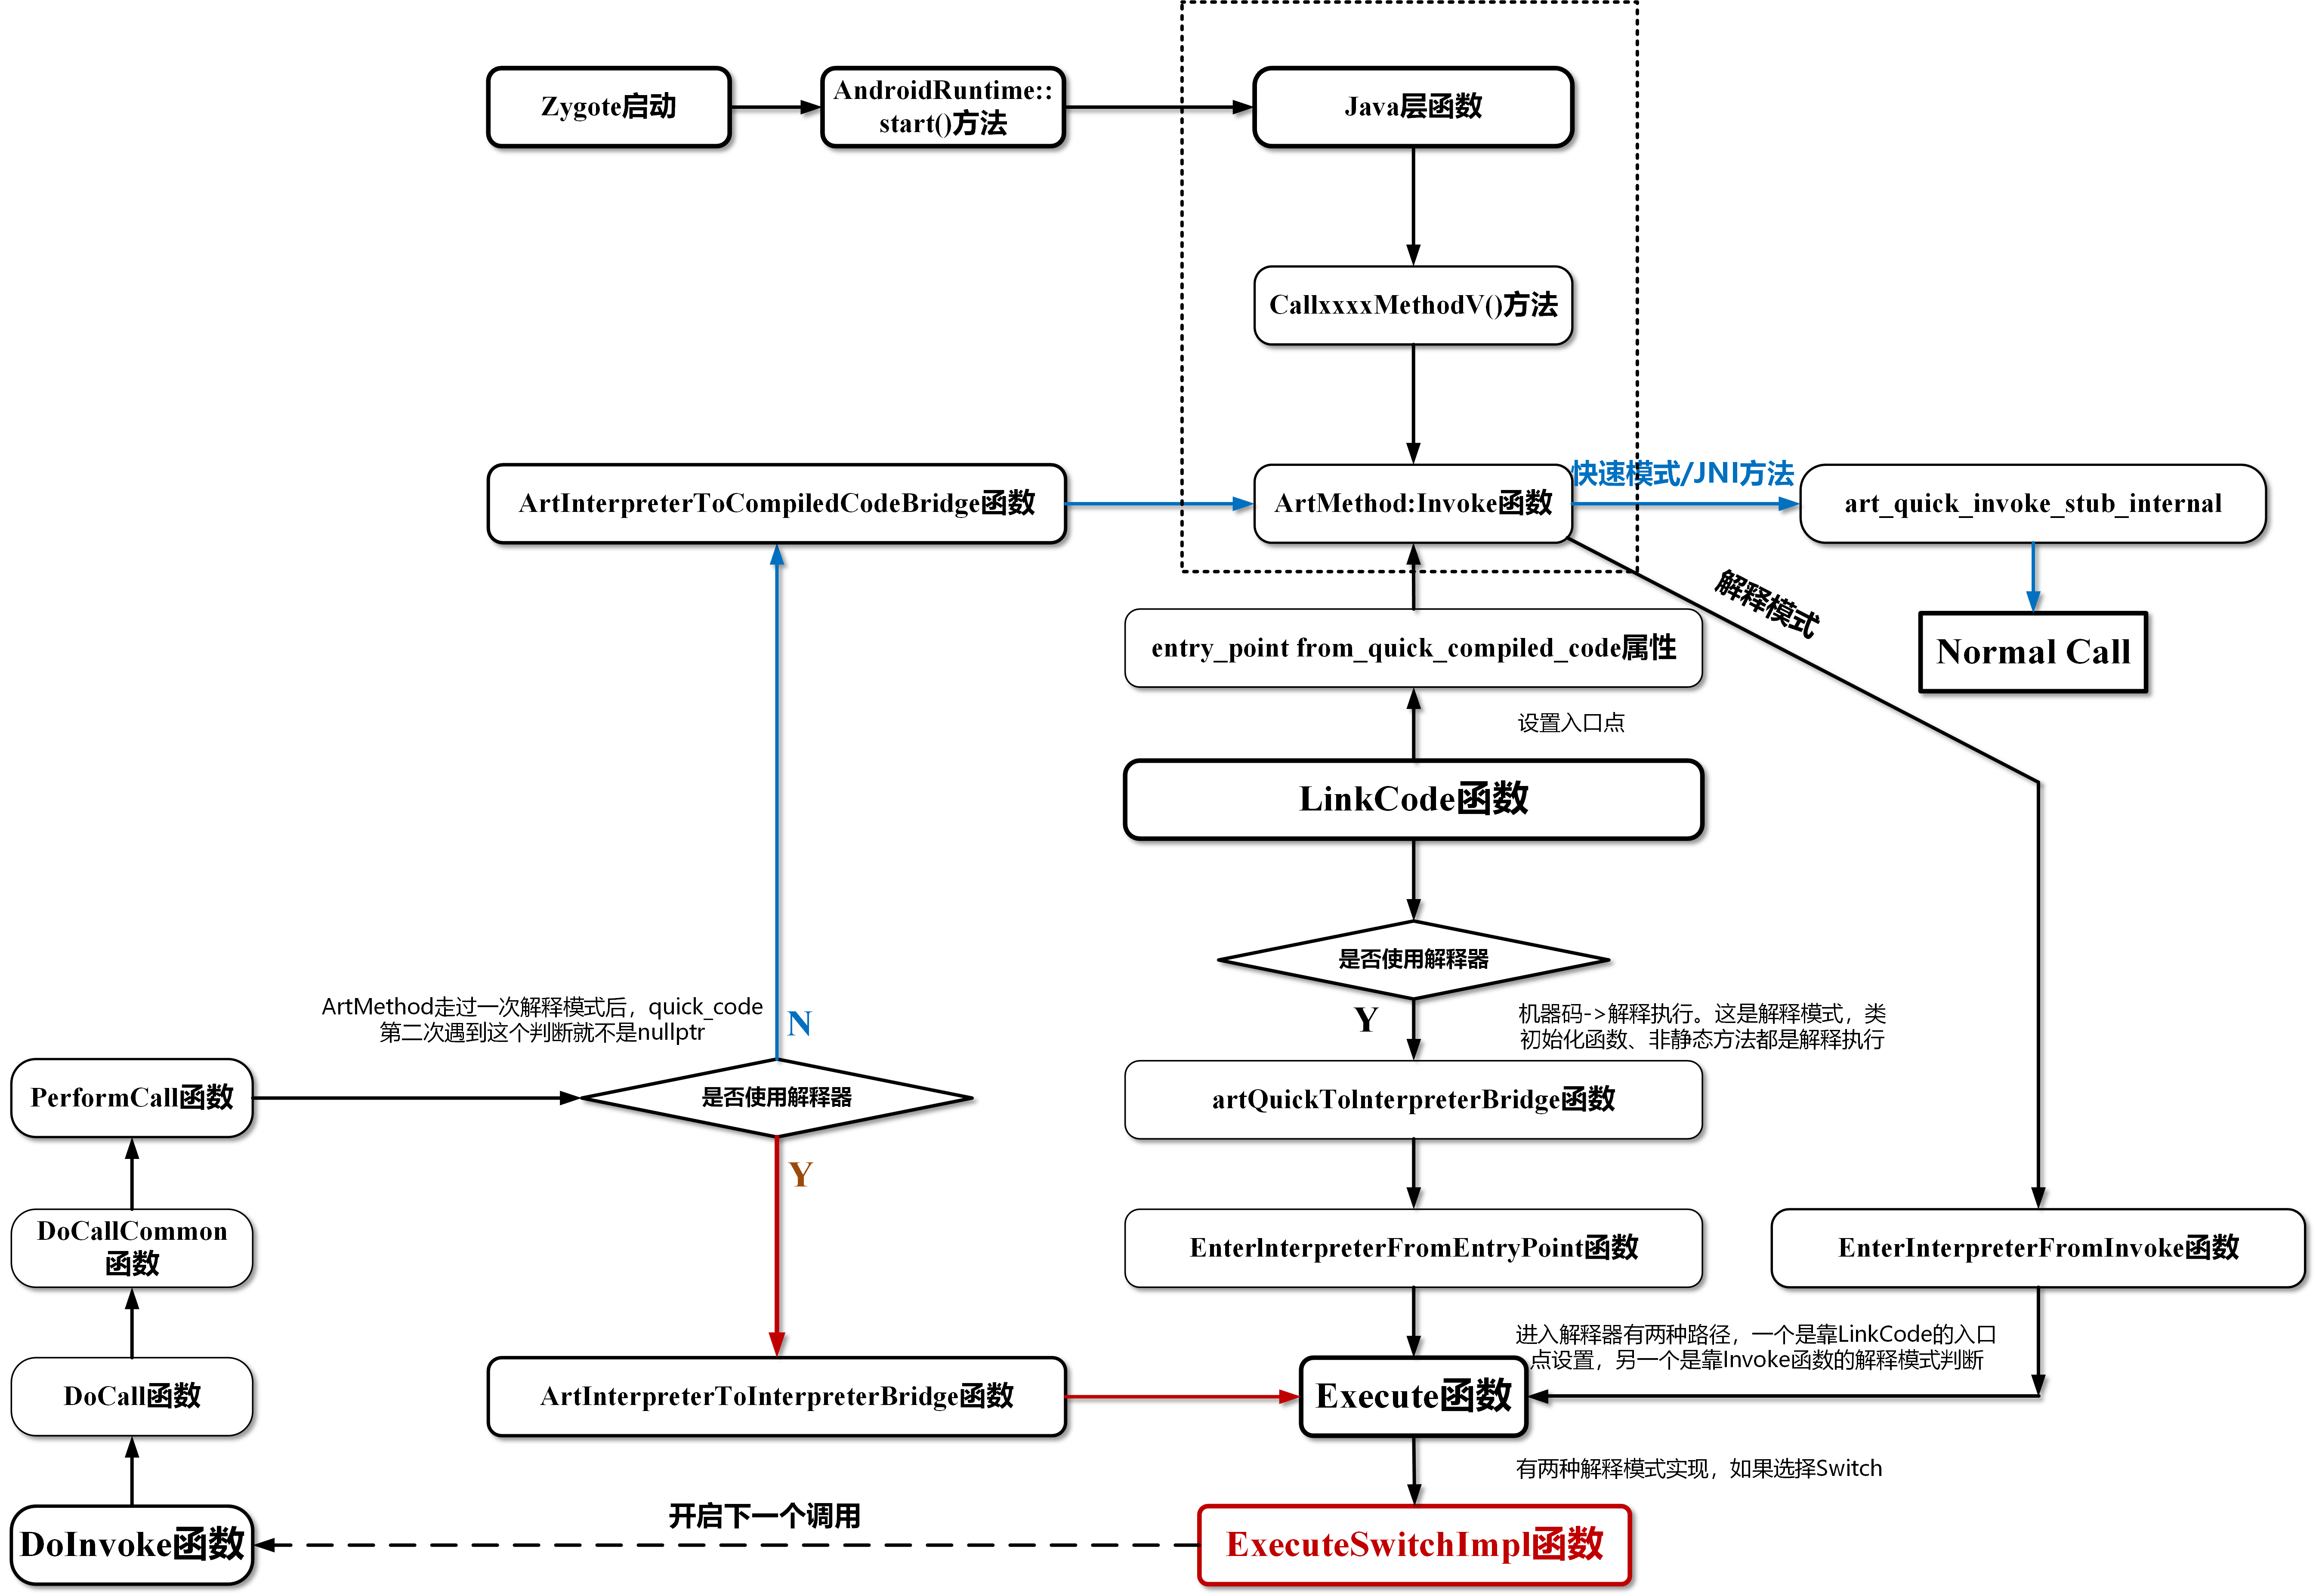 Zygote启动
AndroidRuntime::
start()方法
Java层函数
CallxxxxMethodV()方法
ArtInterpreterToCompiledCodeBridge函数
ArtMethod:Invoke函数
快速模式/JNI方法
art_quick_invoke_stub_internal
解释模式
entry_point from_quick_compiled_code属性
Normal Call
设置入口点
LinkCode函数
是否使用解释器
ArtMethod走过一次解释模式后，quick_code
第二次遇到这个判断就不是nullptr
N
Y
机器码->解释执行。这是解释模式，类
初始化函数、非静态方法都是解释执行
PerformCall函数
是否使用解释器
artQuickToInterpreterBridge函数
Y
DoCallCommon
函数
EnterInterpreterFromEntryPoint函数
EnterInterpreterFromInvoke函数
进入解释器有两种路径，一个是靠LinkCode的入口
点设置，另一个是靠Invoke函数的解释模式判断
DoCall函数
ArtInterpreterToInterpreterBridge函数
Execute函数
有两种解释模式实现，如果选择Switch
开启下一个调用
DoInvoke函数
ExecuteSwitchImpl函数